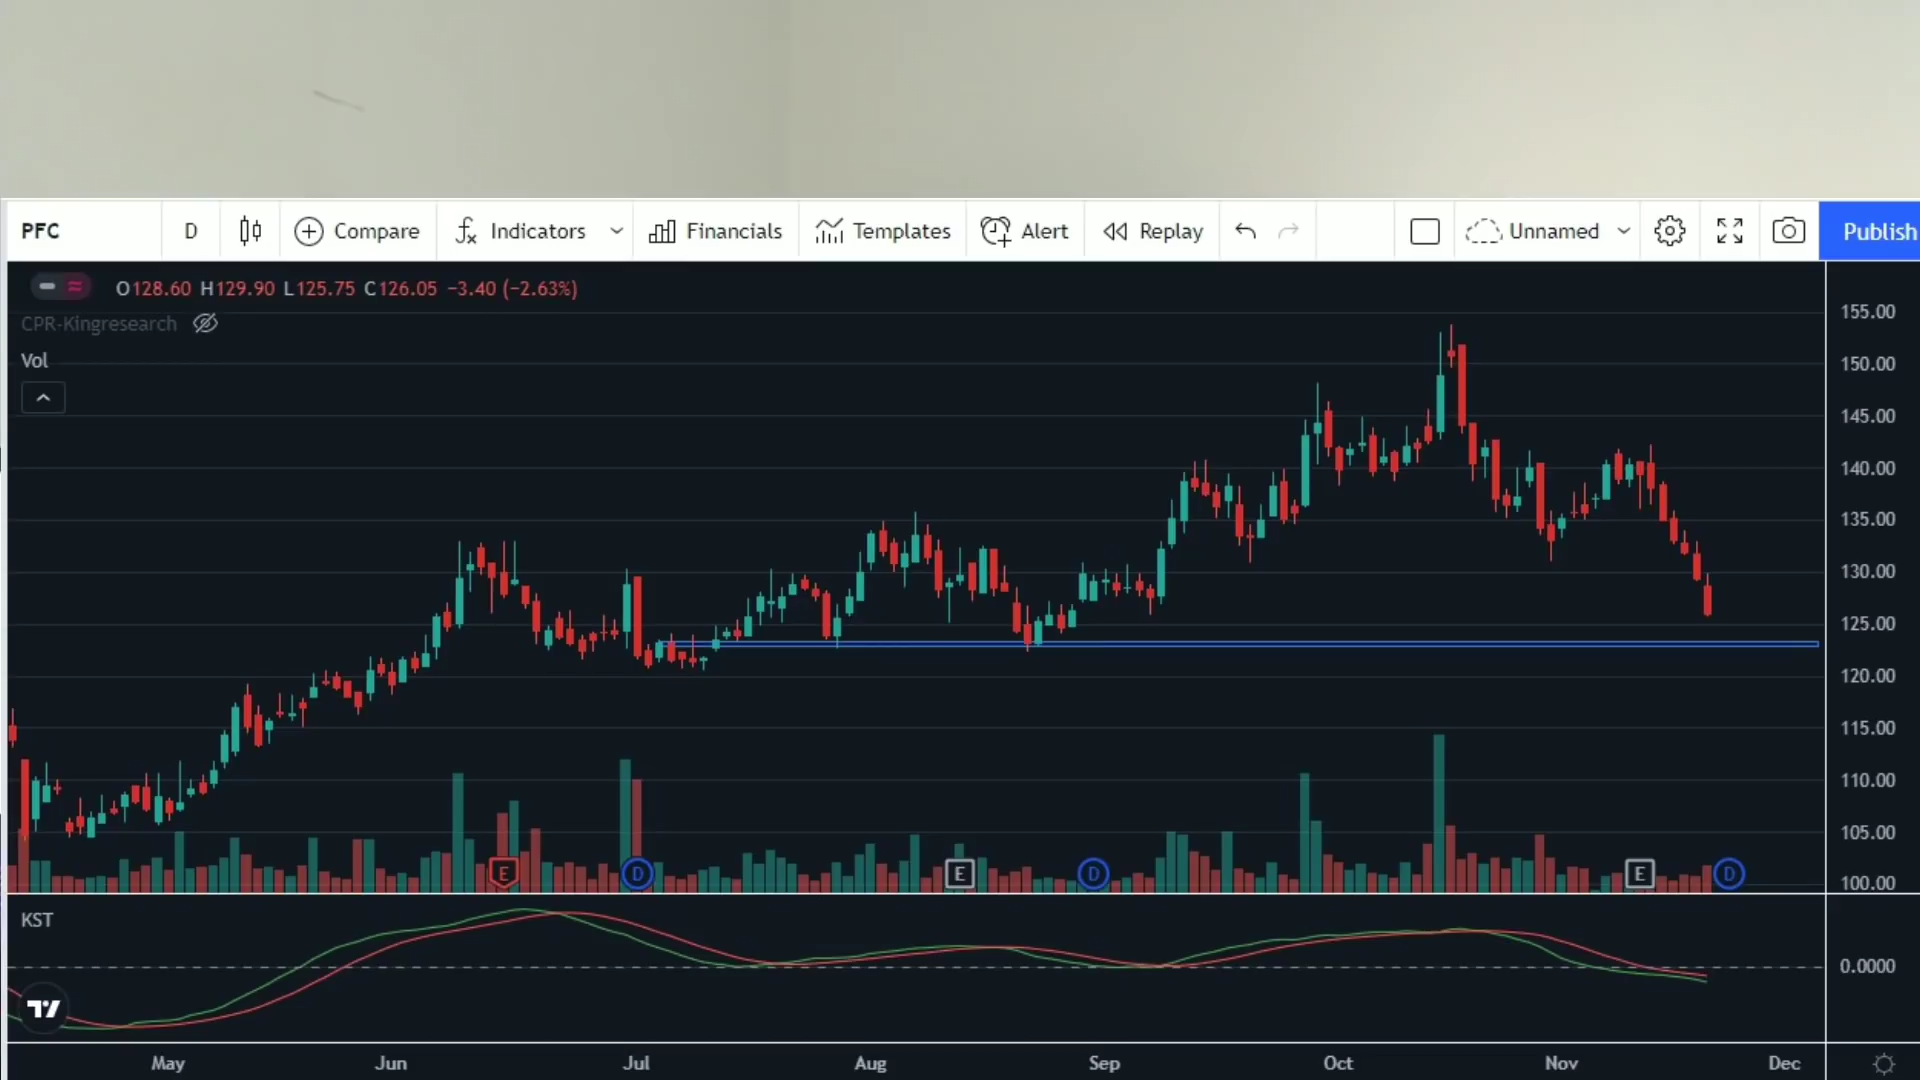 PFC D Compare Indicators Financials Templates Alert Replay Unnamed Publish
O128.60 H129.90 L125.75 C126.05 −3.40 (−2.63%)
CPR-Kingresearch
Vol
155.00
150.00
145.00
140.00
135.00
130.00
125.00
120.00
115.00
110.00
105.00
100.00
E D E D E D
KST
0.0000
May Jun Jul Aug Sep Oct Nov Dec